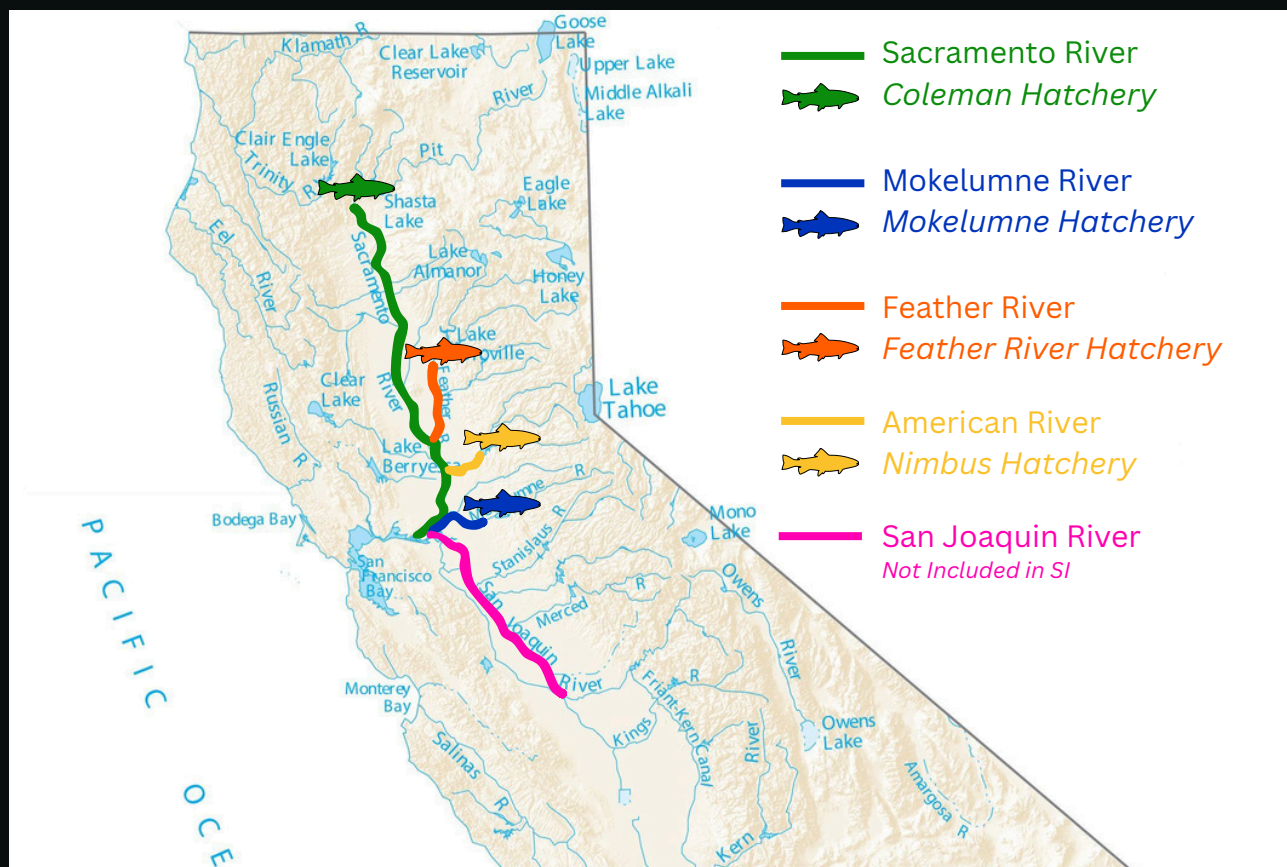 Sacramento River
Coleman Hatchery
Mokelumne River
Mokelumne Hatchery
Feather River
Feather River Hatchery
American River
Nimbus Hatchery
San Joaquin River
Not Included in SI
Goose
Lake
Klamath R
Clear Lake
Reservoir
Upper Lake
Middle Alkali
Lake
River
Pit
Clair Engle
Lake
Trinity
R
Shasta
Lake
Eagle
Lake
Eel
River
Sacramento
River
Lake
Almanor
Honey
Lake
Lake
Feather
R
Clear
Lake
Russian
R
Lake
Tahoe
Lake
R
Bodega Bay
San
Francisco
Bay
Stanislaus R
Mono
Lake
San
Joaquin
River
Merced
R
Owens
River
Monterey
Bay
Salinas
R
Friant-Kern Canal
R
Kings
River
Owens
Lake
Amargosa R
Kern
PACIFIC
OCE